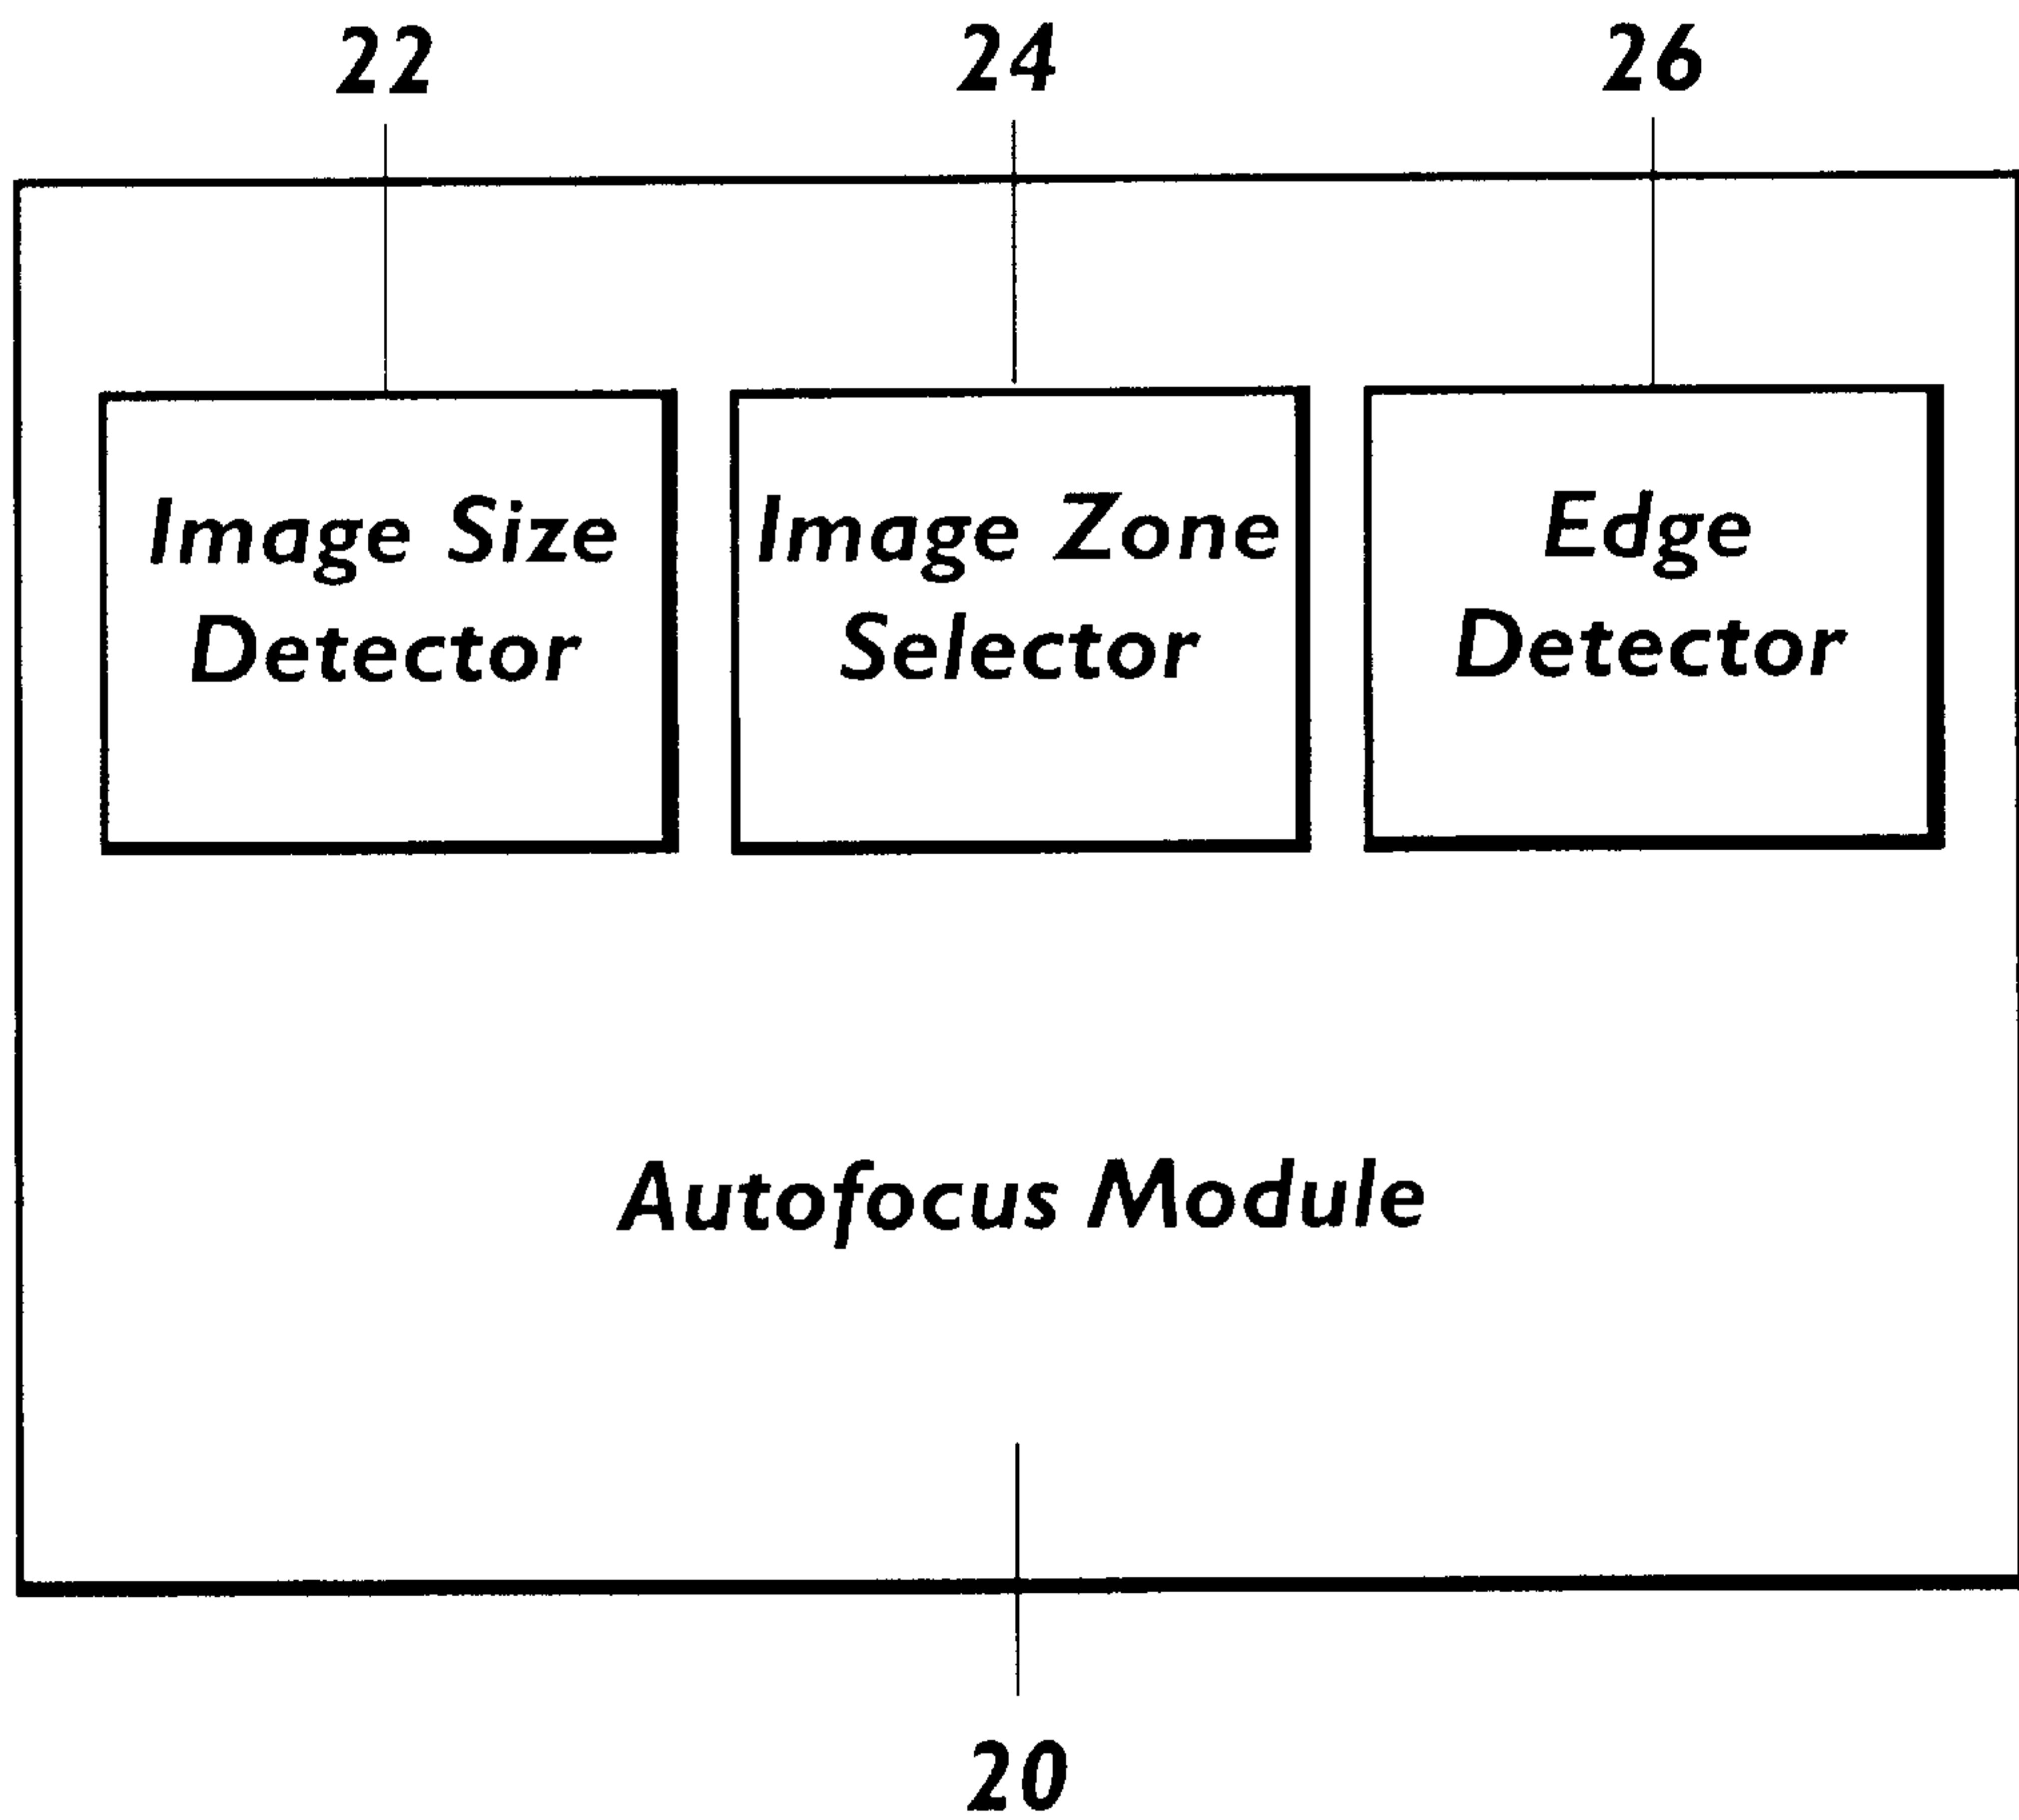 22
24
26
Image Size
Detector
Image Zone
Selector
Edge
Detector
Autofocus Module
20